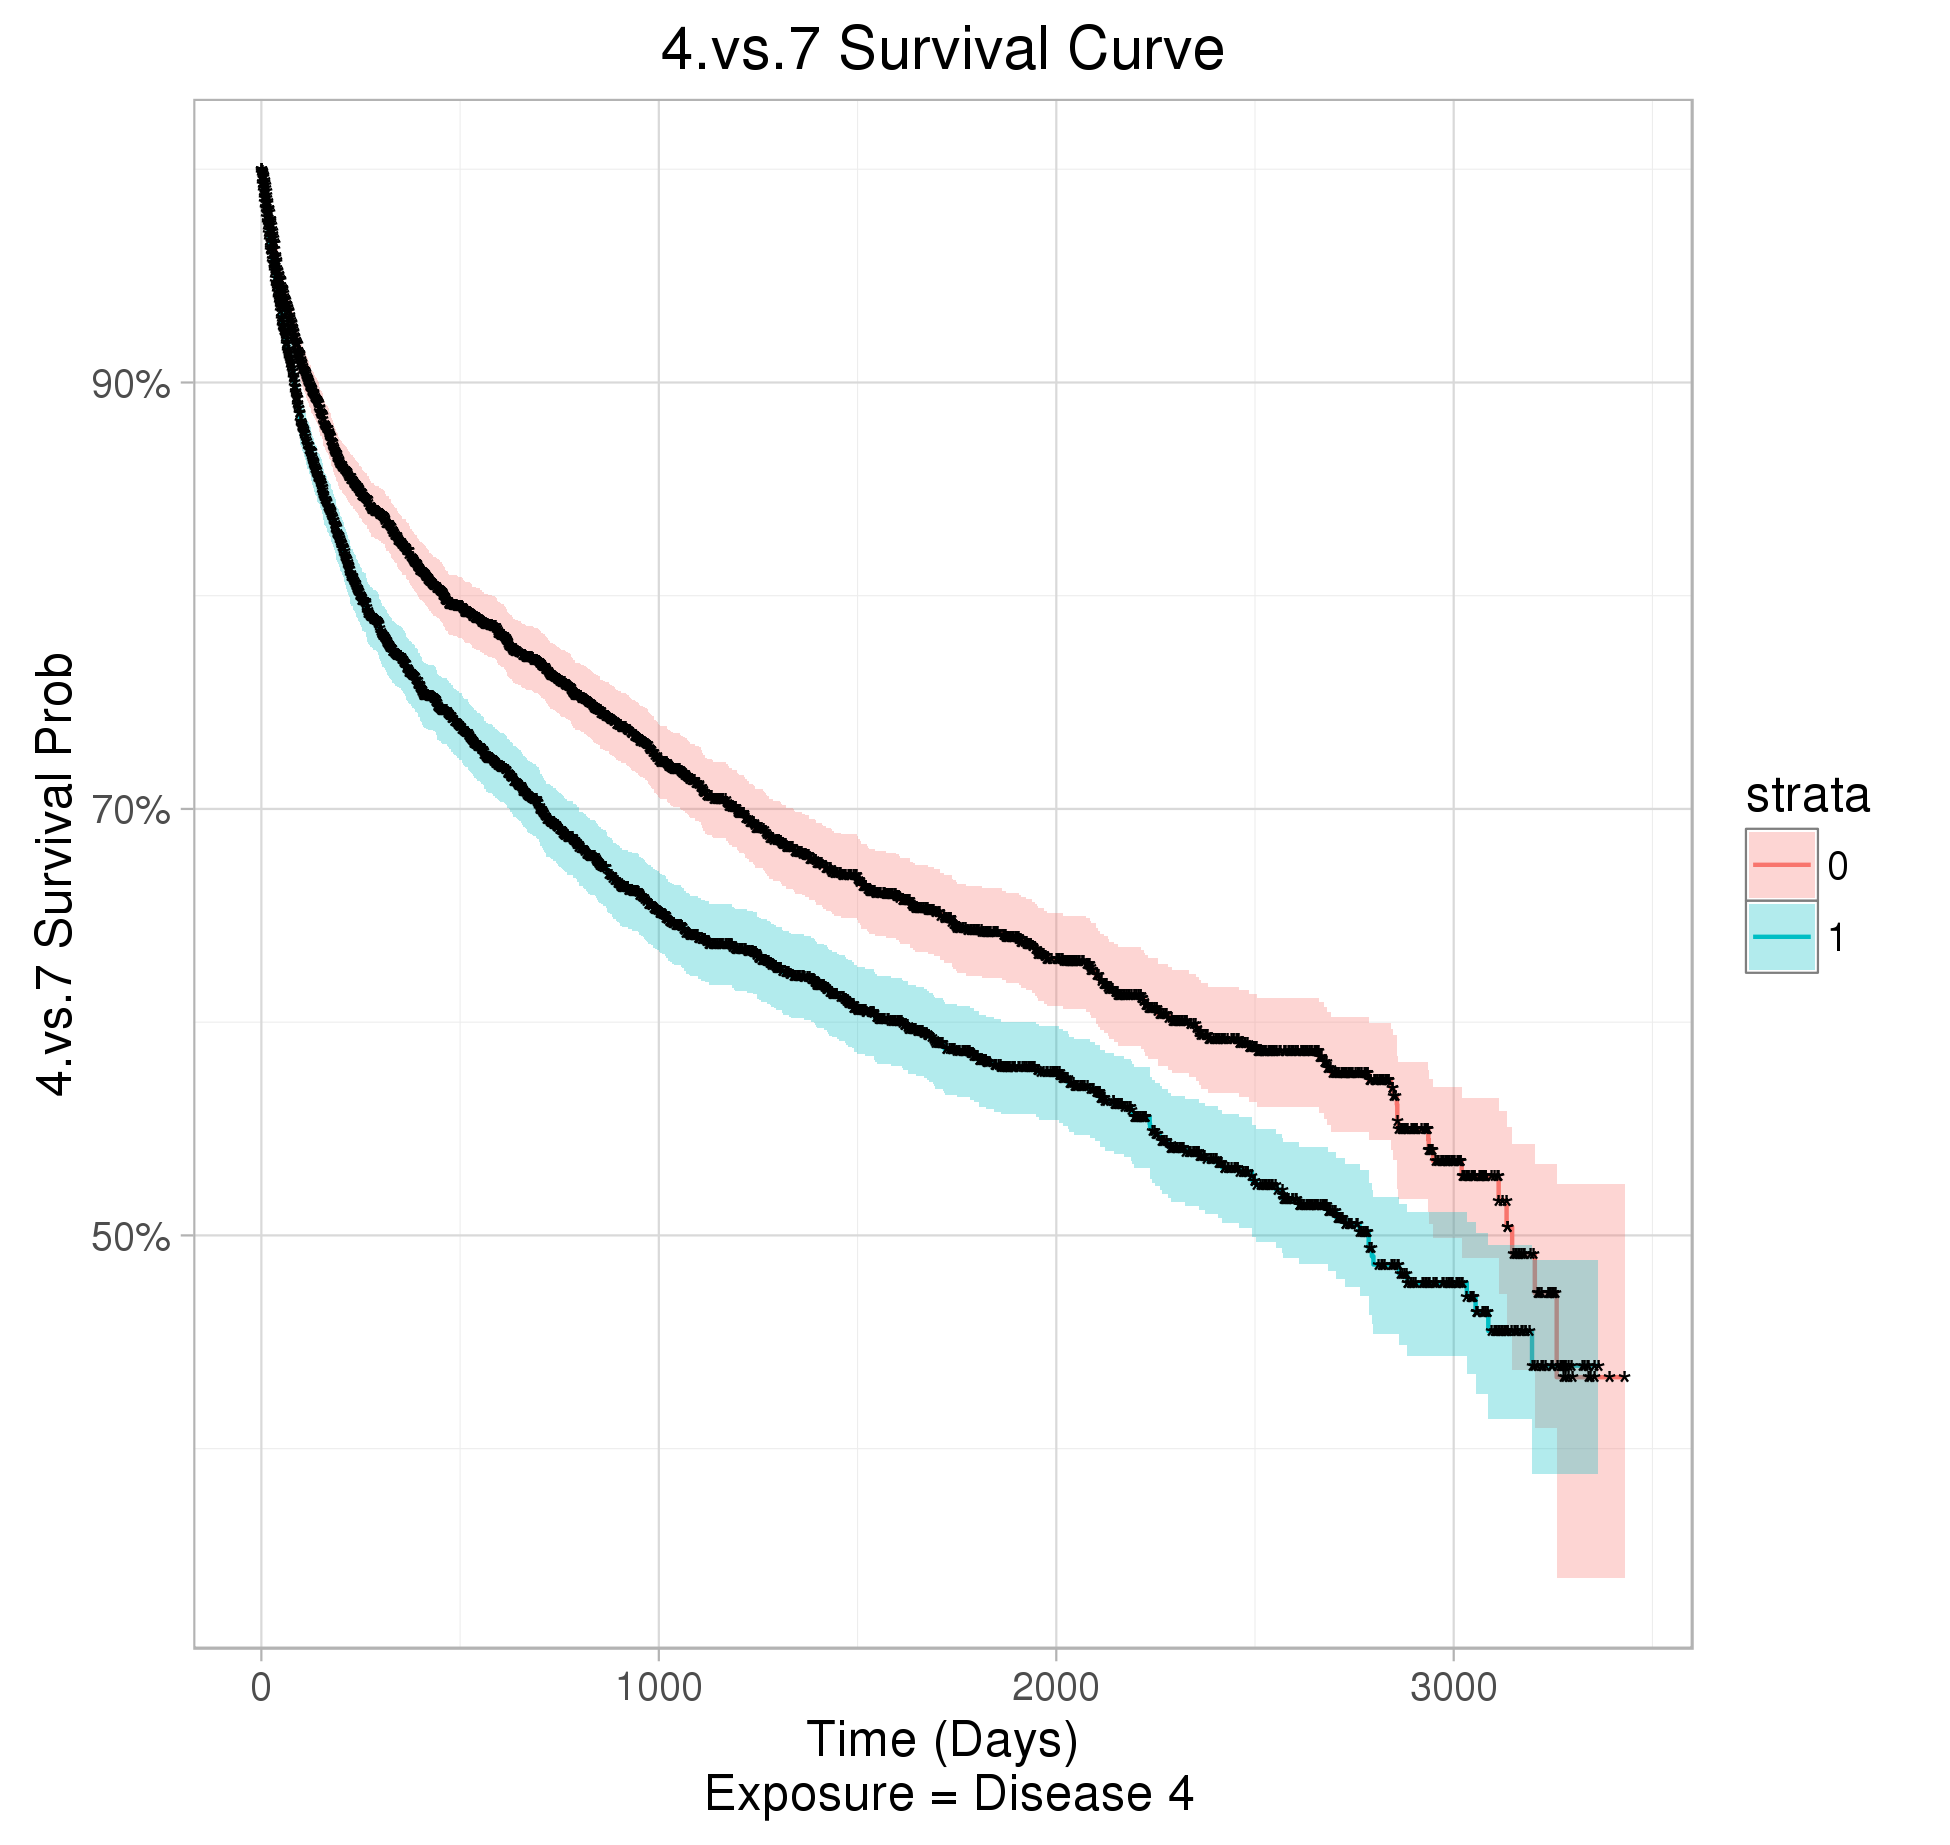 4.vs.7 Survival Curve
4.vs.7 Survival Prob
90%
70%
50%
0
1000
2000
3000
Time (Days)
Exposure = Disease 4
strata
0
1